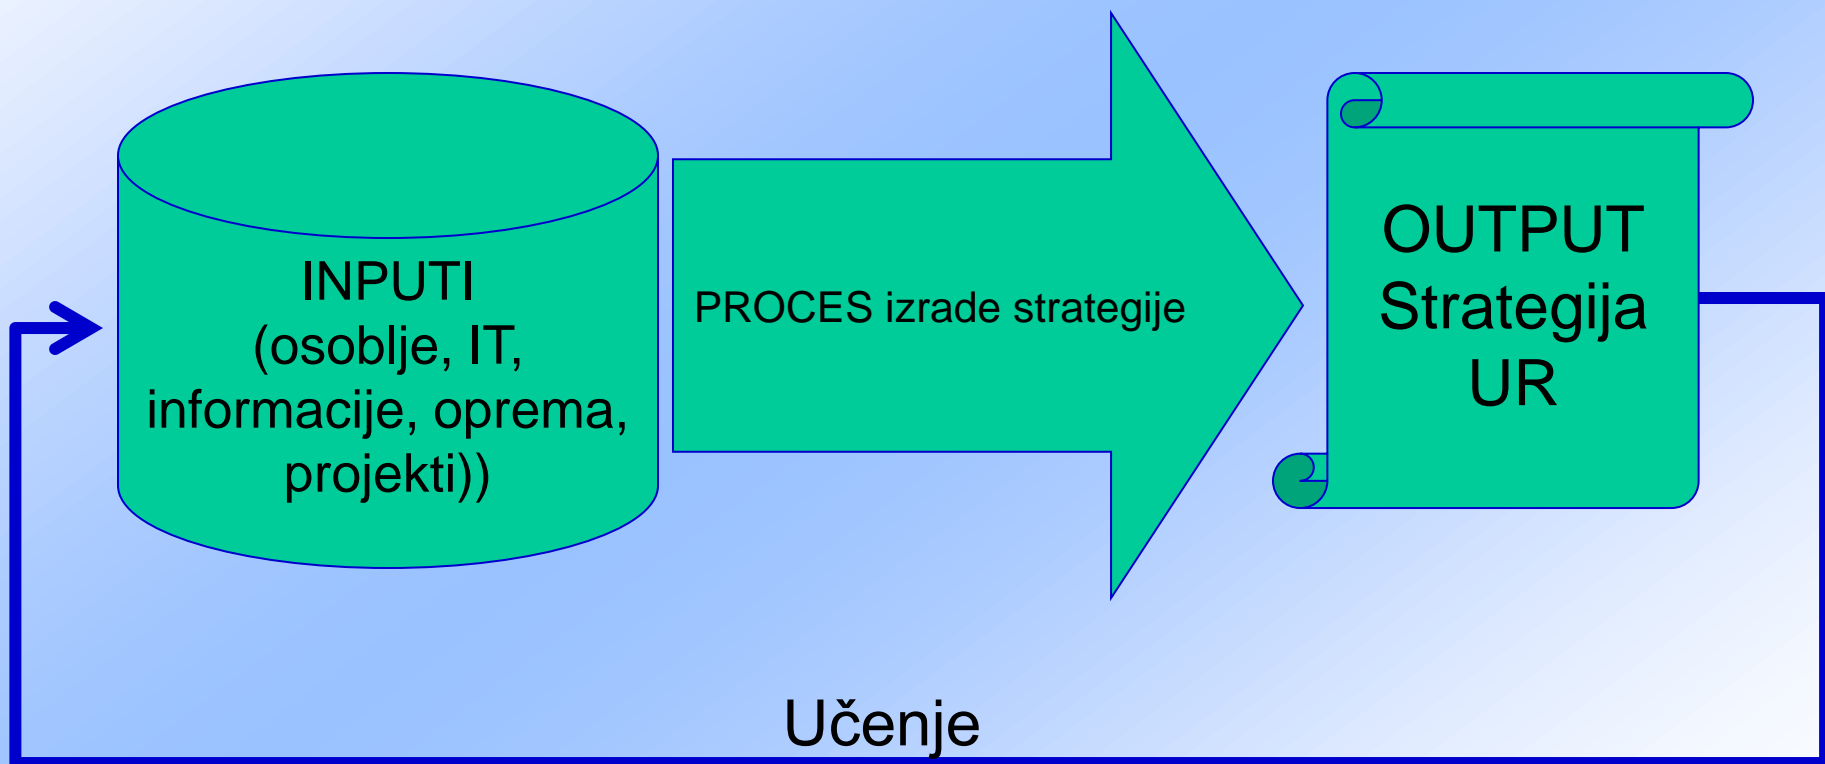 INPUTI
(osoblje, IT,
informacije, oprema,
projekti))
PROCES izrade strategije
OUTPUT
Strategija
UR
Učenje